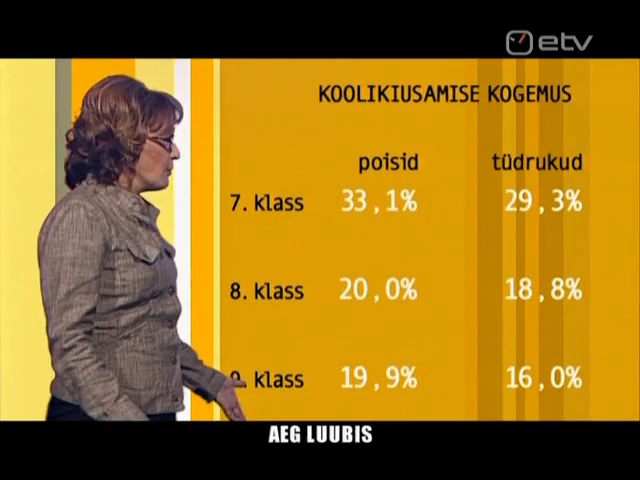 etv
KOOLIKIUSAMISE KOGEMUS
poisid tüdrukud
7. klass 33,1% 29,3%
8. klass 20,0% 18,8%
9. klass 19,9% 16,0%
AEG LUUBIS